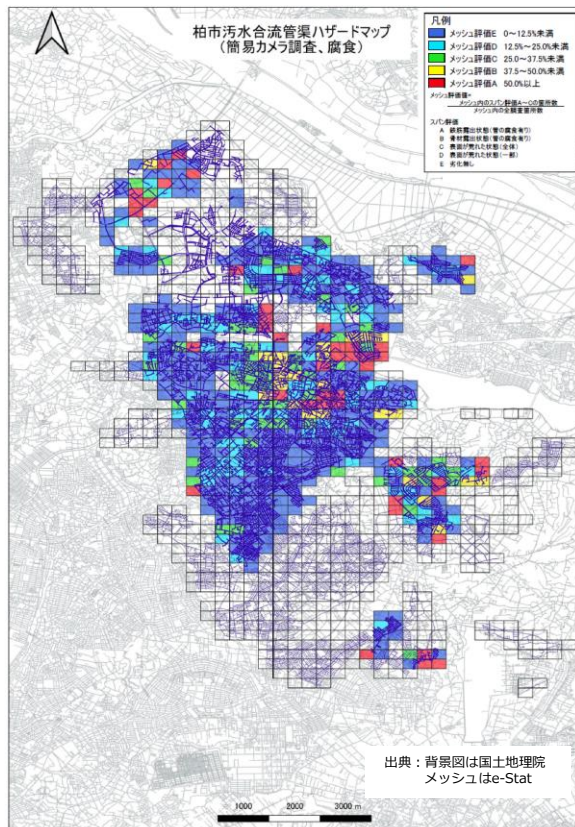 柏市汚水合流管渠ハザードマップ
（簡易カメラ調査、腐食）
凡例
メッシュ評価E 0～12.5%未満
メッシュ評価D 12.5%～25.0%未満
メッシュ評価C 25.0～37.5%未満
メッシュ評価B 37.5～50.0%未満
メッシュ評価A 50.0%以上
メッシュ評価値=
メッシュ内のスパン評価A～Cの箇所数
メッシュ内の全調査箇所数
スパン評価
A 鉄筋露出状態(管の腐食有り)
B 骨材露出状態(管の腐食有り)
C 表面が荒れた状態(全体)
D 表面が荒れた状態(一部)
E 劣化無し
出典：背景図は国土地理院
メッシュはe-Stat
1000 2000 3000 m